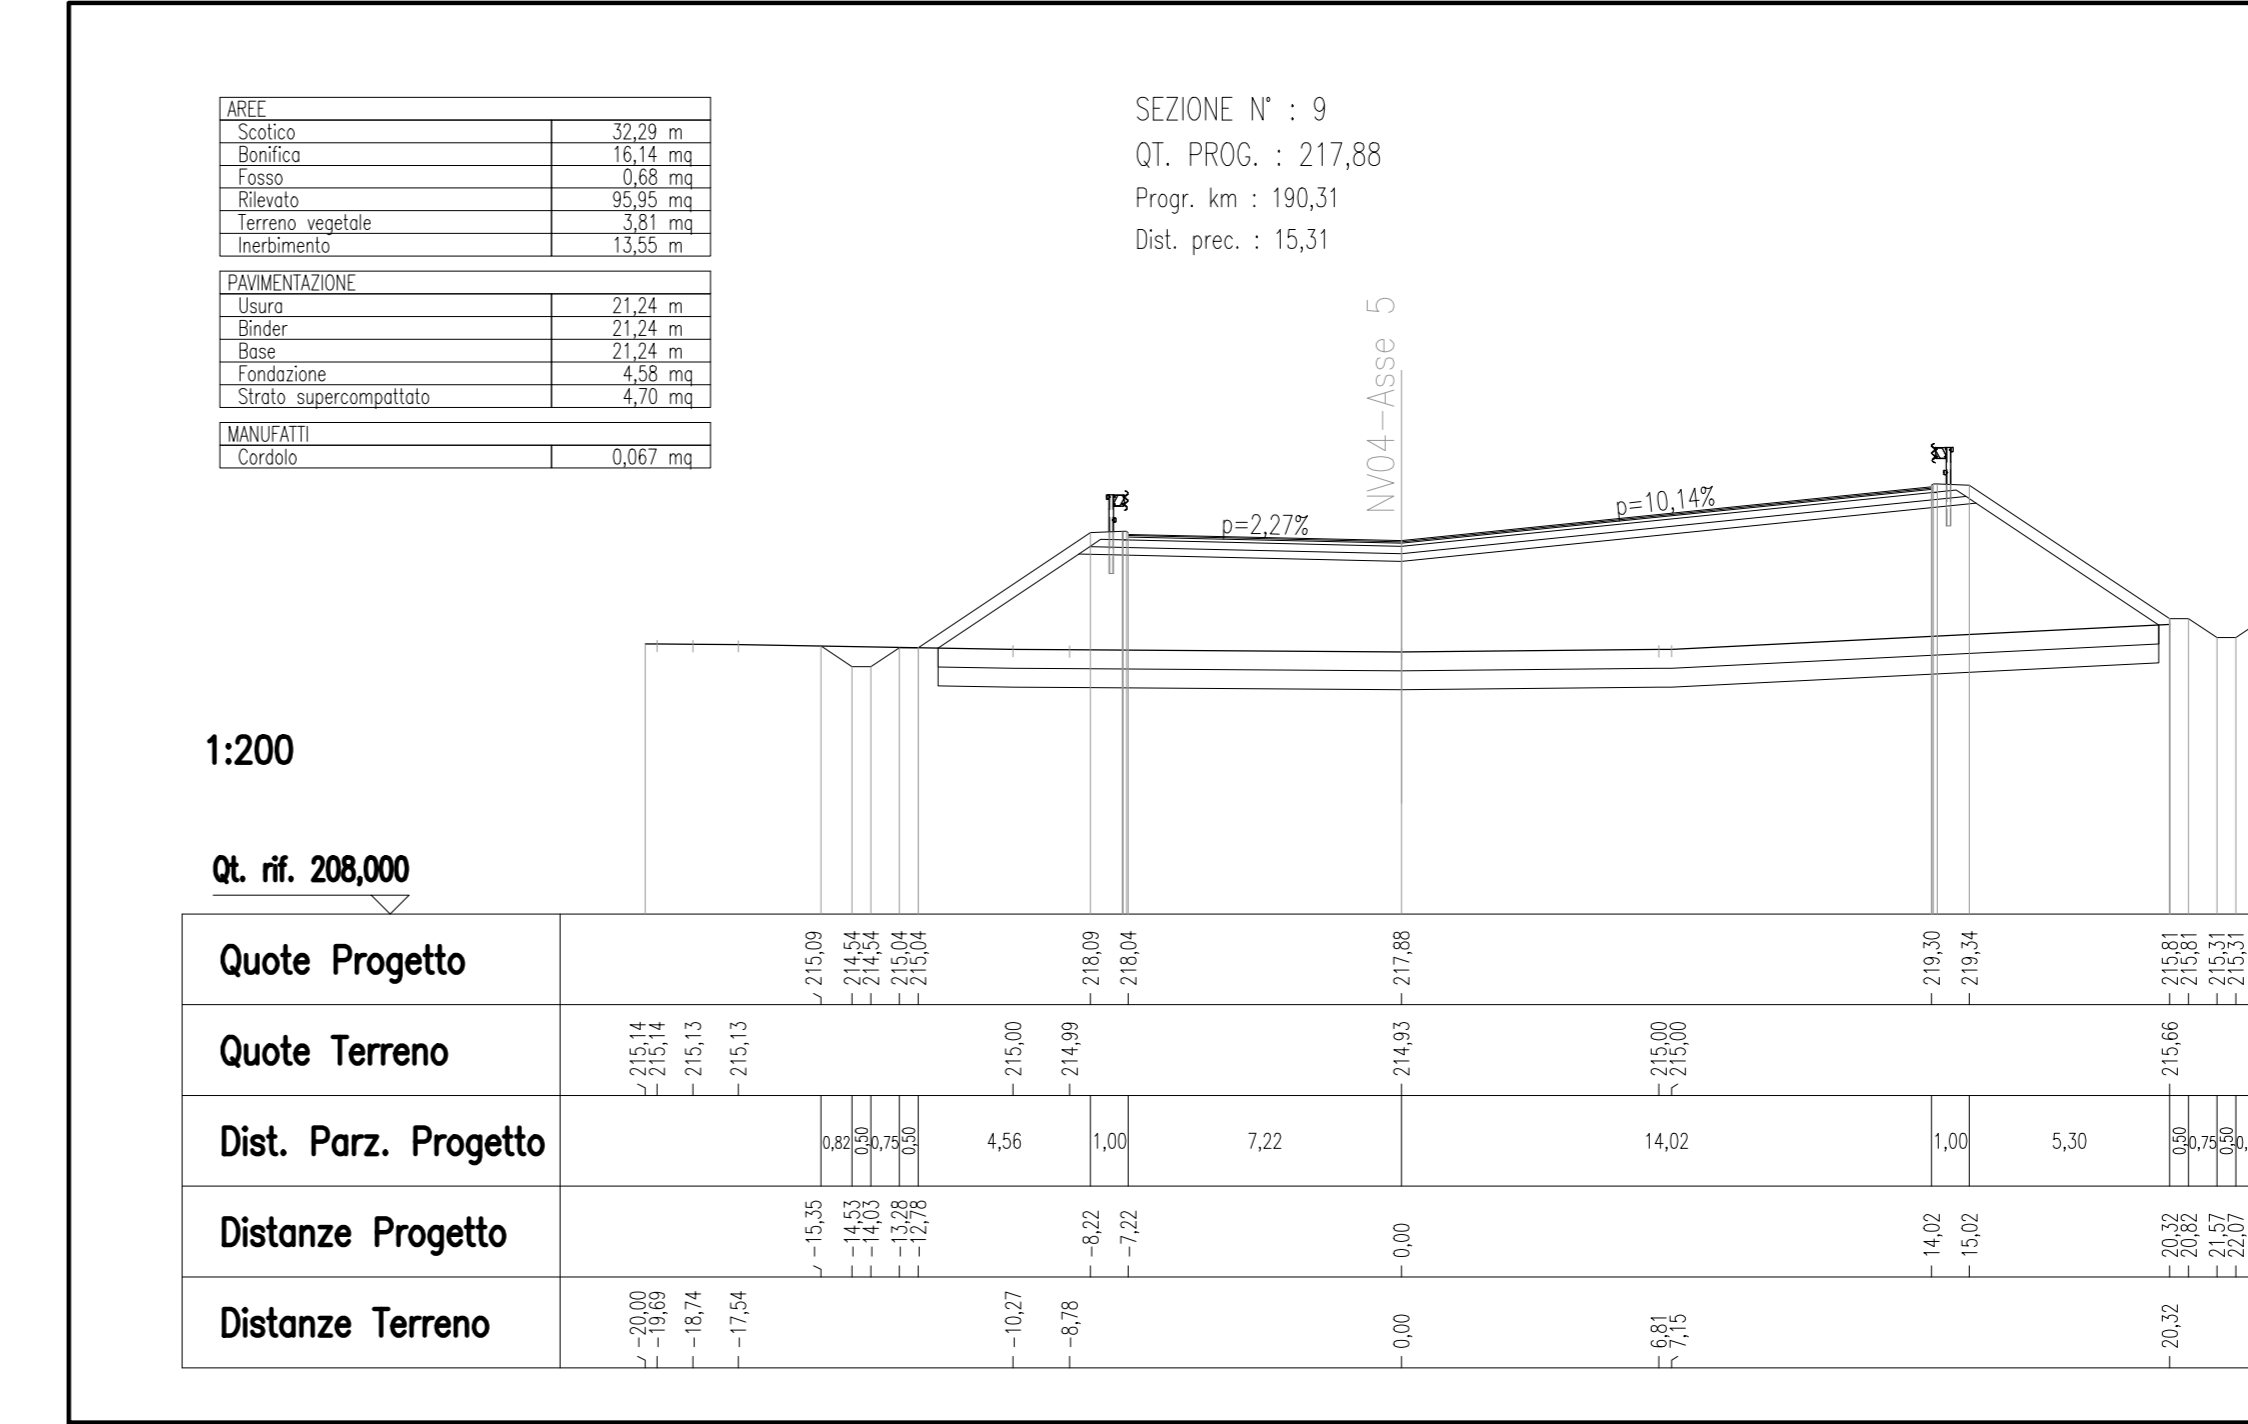 AREE
Scotico 32,29 m
Bonifica 16,14 mq
Fosso 0,68 mq
Rilevato 95,95 mq
Terreno vegetale 3,81 mq
Inerbimento 13,55 m
PAVIMENTAZIONE
Usura 21,24 m
Binder 21,24 m
Base 21,24 m
Fondazione 4,58 mq
Strato supercompattato 4,70 mq
MANUFATTI
Cordolo 0,067 mq
SEZIONE N° : 9
QT. PROG. : 217,88
Progr. km : 190,31
Dist. prec. : 15,31
NV04-Asse 5
p=2,27%
p=10,14%
1:200
Qt. rif. 208,000
Quote Progetto 215,09 214,54 214,54 215,04 215,04 218,09 218,04 217,88 219,30 219,34 215,81 215,81 215,31 215,31
Quote Terreno 215,14 215,14 215,13 215,13 215,00 214,99 214,93 215,00 215,00 215,66
Dist. Parz. Progetto 0,82 0,50 0,75 0,50 4,56 1,00 7,22 14,02 1,00 5,30 0,50 0,75 0,50 0,
Distanze Progetto -15,35 -14,53 -14,03 -13,28 -12,78 -8,22 -7,22 0,00 14,02 15,02 20,32 20,82 21,57 22,07
Distanze Terreno -20,00 -19,69 -18,74 -17,54 -10,27 -8,78 0,00 6,81 7,15 20,32